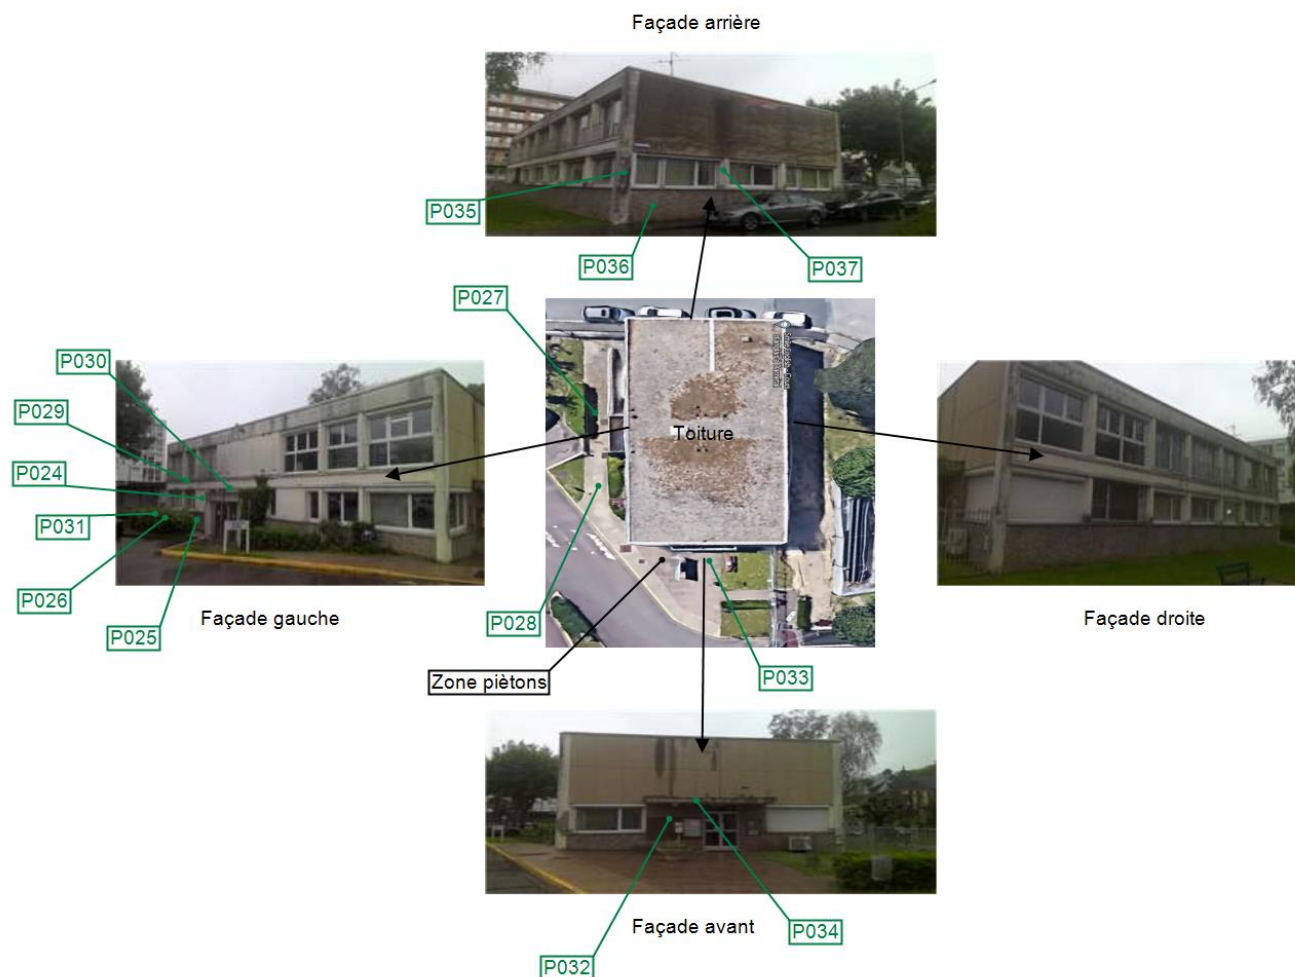 Façade arrière
P035
P036
P037
P027
P030
P029
P024
P031
P026
P025
Façade gauche
Toiture
Façade droite
P028
Zone piètons
P033
Façade avant
P034
P032